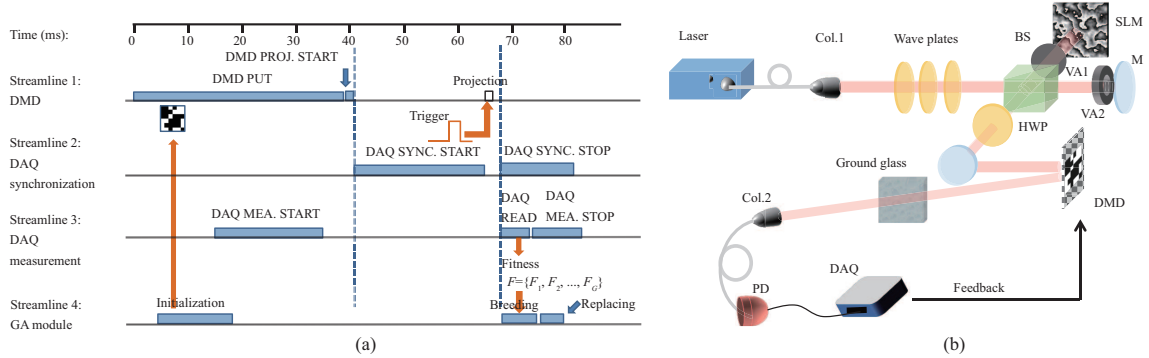 Time (ms):
0 10 20 30 40 50 60 70 80
DMD PROJ. START
Streamline 1:
DMD
DMD PUT
Projection
Trigger
Streamline 2:
DAQ
synchronization
DAQ SYNC. START
DAQ SYNC. STOP
Streamline 3:
DAQ
measurement
DAQ MEA. START
DAQ
READ
DAQ
MEA. STOP
Fitness
F={F1, F2, ..., FG}
Streamline 4:
GA module
Initialization
Breeding
Replacing
(a)
Laser
Col.1
Wave plates
BS
SLM
VA1
M
VA2
HWP
Ground glass
Col.2
DMD
PD
DAQ
Feedback
(b)